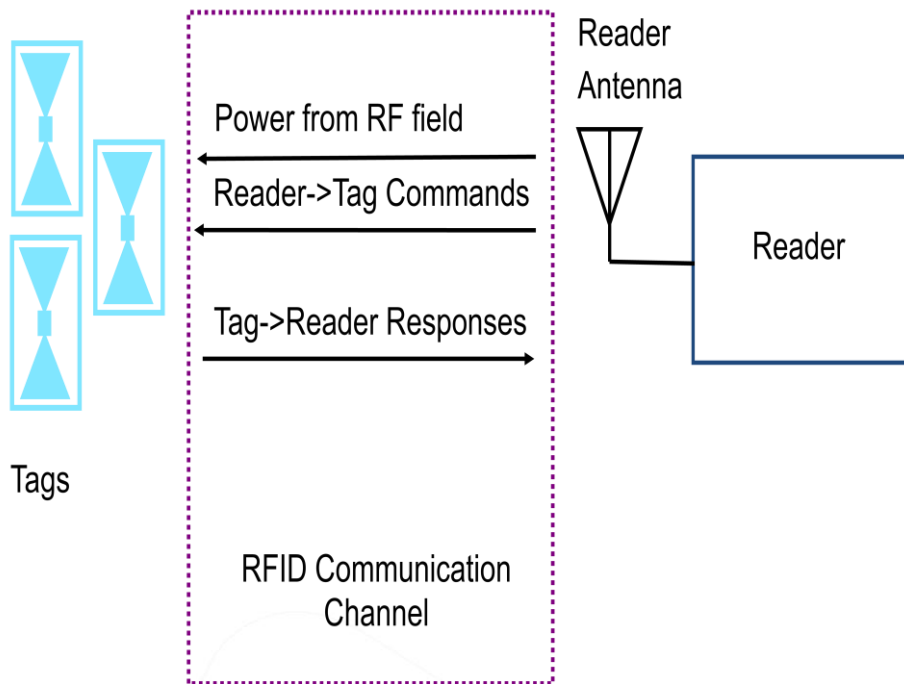 Reader
Antenna
Power from RF field
Reader->Tag Commands
Reader
Tag->Reader Responses
Tags
RFID Communication
Channel